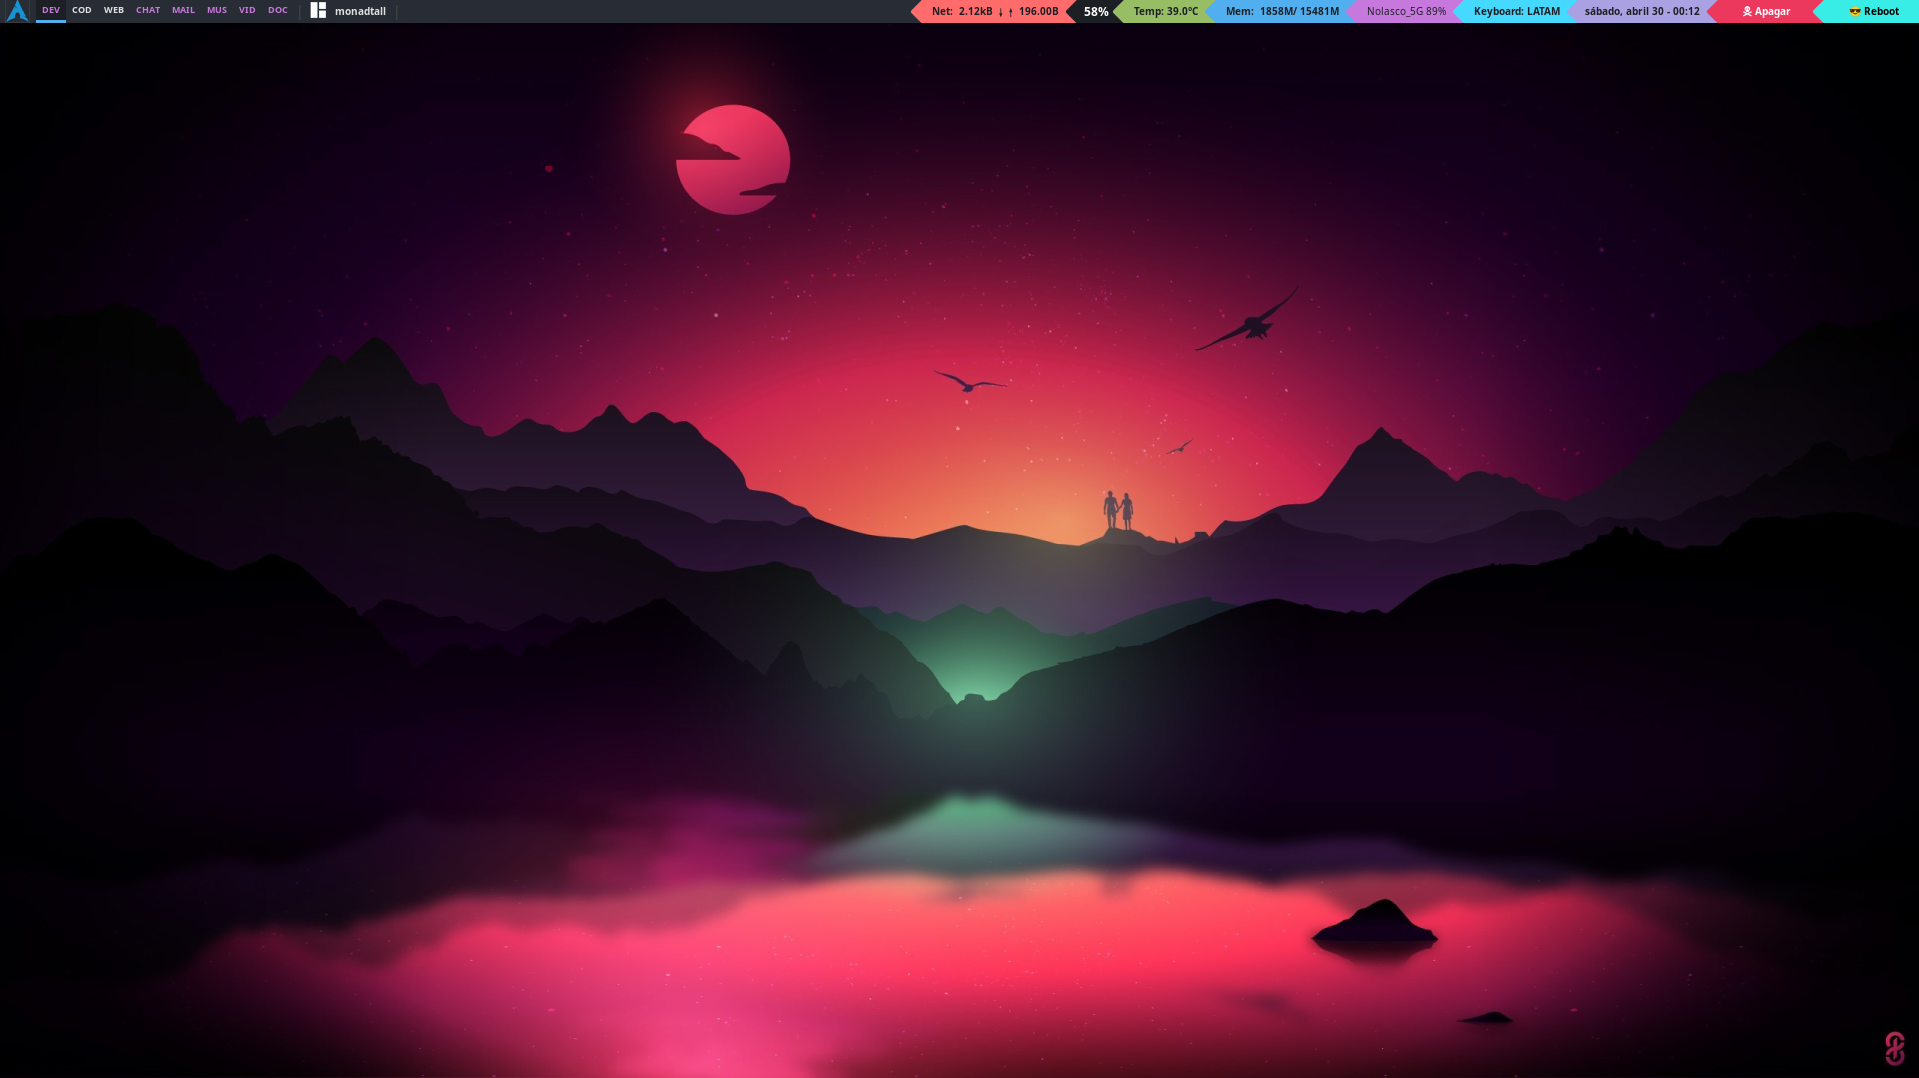 DEV COD WEB CHAT MAIL MUS VID DOC monadtall Net: 2.12kB ↓ ↑ 196.00B 58% Temp: 39.0°C Mem: 1858M/ 15481M Nolasco_5G 89% Keyboard: LATAM sábado, abril 30 - 00:12 Apagar Reboot